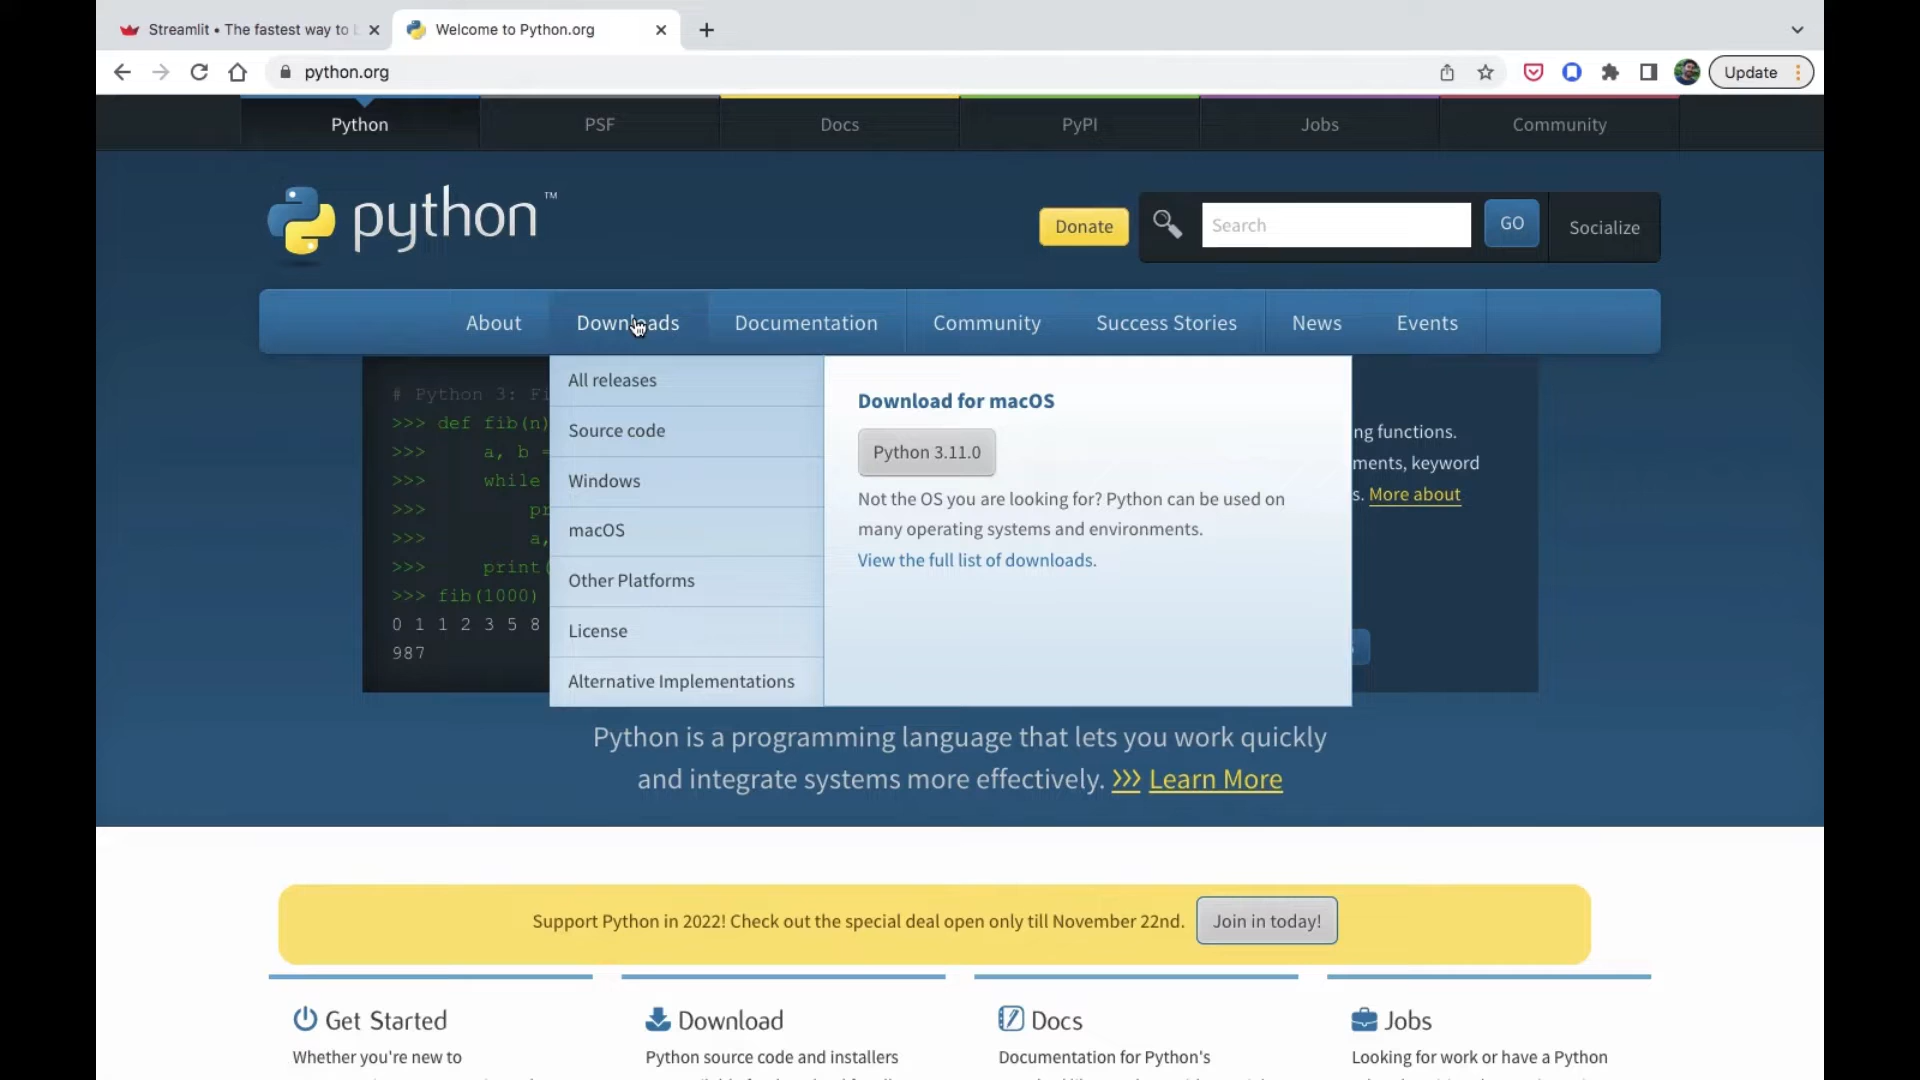 Streamlit • The fastest way to
Welcome to Python.org
python.org
Update
Python
PSF
Docs
PyPI
Jobs
Community
python™
Donate
Search
GO
Socialize
About
Downloads
Documentation
Community
Success Stories
News
Events
# Python 3: Fi
>>> def fib(n)
>>> a, b =
>>> while
>>> pr
>>> a,
>>> print(
>>> fib(1000)
0 1 1 2 3 5 8
987
All releases
Source code
Windows
macOS
Other Platforms
License
Alternative Implementations
Download for macOS
Python 3.11.0
Not the OS you are looking for? Python can be used on
many operating systems and environments.
View the full list of downloads.
ng functions.
ments, keyword
s. More about
Python is a programming language that lets you work quickly
and integrate systems more effectively. >>> Learn More
Support Python in 2022! Check out the special deal open only till November 22nd.
Join in today!
Get Started
Whether you're new to
Download
Python source code and installers
Docs
Documentation for Python's
Jobs
Looking for work or have a Python